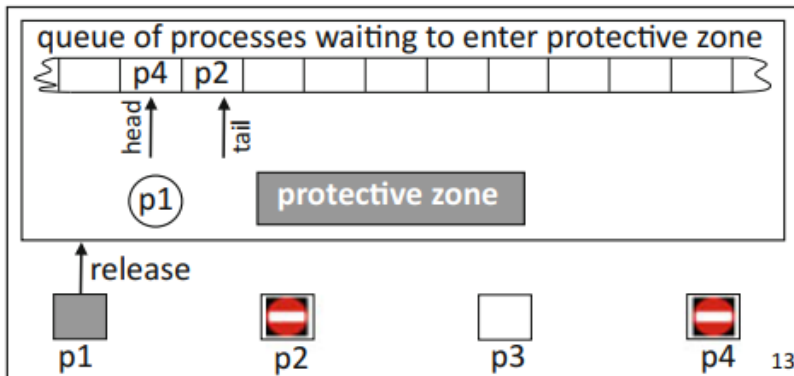 queue of processes waiting to enter protective zone
p4 p2
head tail
p1 protective zone
release
p1 p2 p3 p4 13